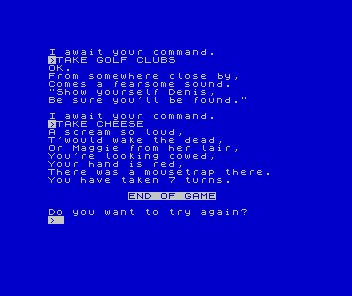 I await your command.
>TAKE GOLF CLUBS
OK.
From somewhere close by,
Comes a fearsome sound.
"Show yourself Denis,
Be sure you'll be found."
I await your command.
>TAKE CHEESE
A scream so loud,
T'would wake the dead,
Or Maggie from her lair,
You're looking cowed,
Your hand is red,
There was a mousetrap there.
You have taken 7 turns.
END OF GAME
Do you want to try again?
>